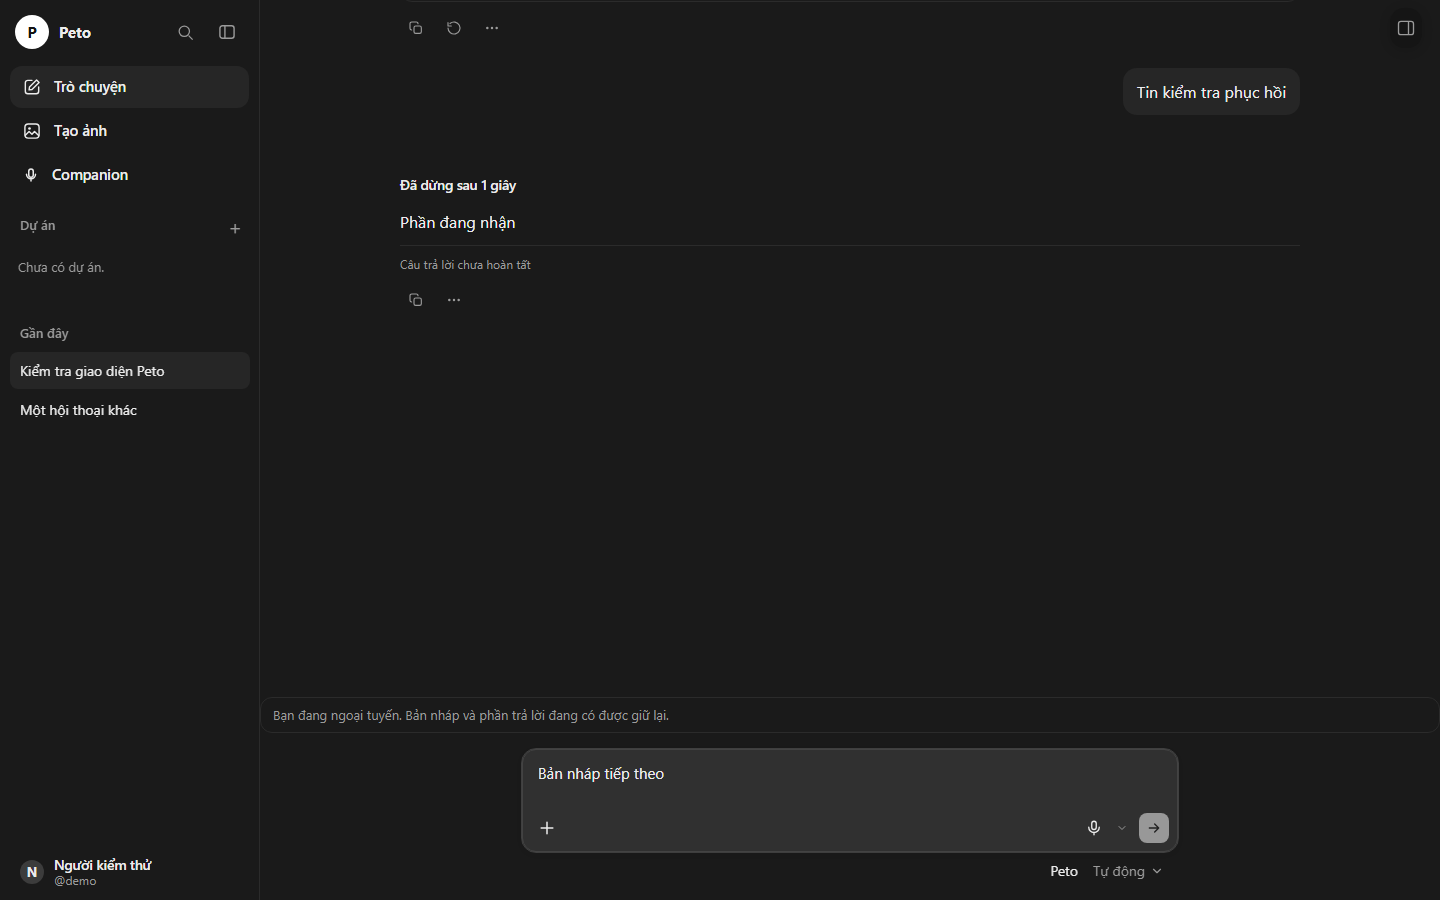 P Peto
Trò chuyện
Tạo ảnh
Companion
Dự án
Chưa có dự án.
Gần đây
Kiểm tra giao diện Peto
Một hội thoại khác
N Người kiểm thử
@demo
Tin kiểm tra phục hồi
Đã dừng sau 1 giây
Phần đang nhận
Câu trả lời chưa hoàn tất
Bạn đang ngoại tuyến. Bản nháp và phần trả lời đang có được giữ lại.
Bản nháp tiếp theo
Peto Tự động